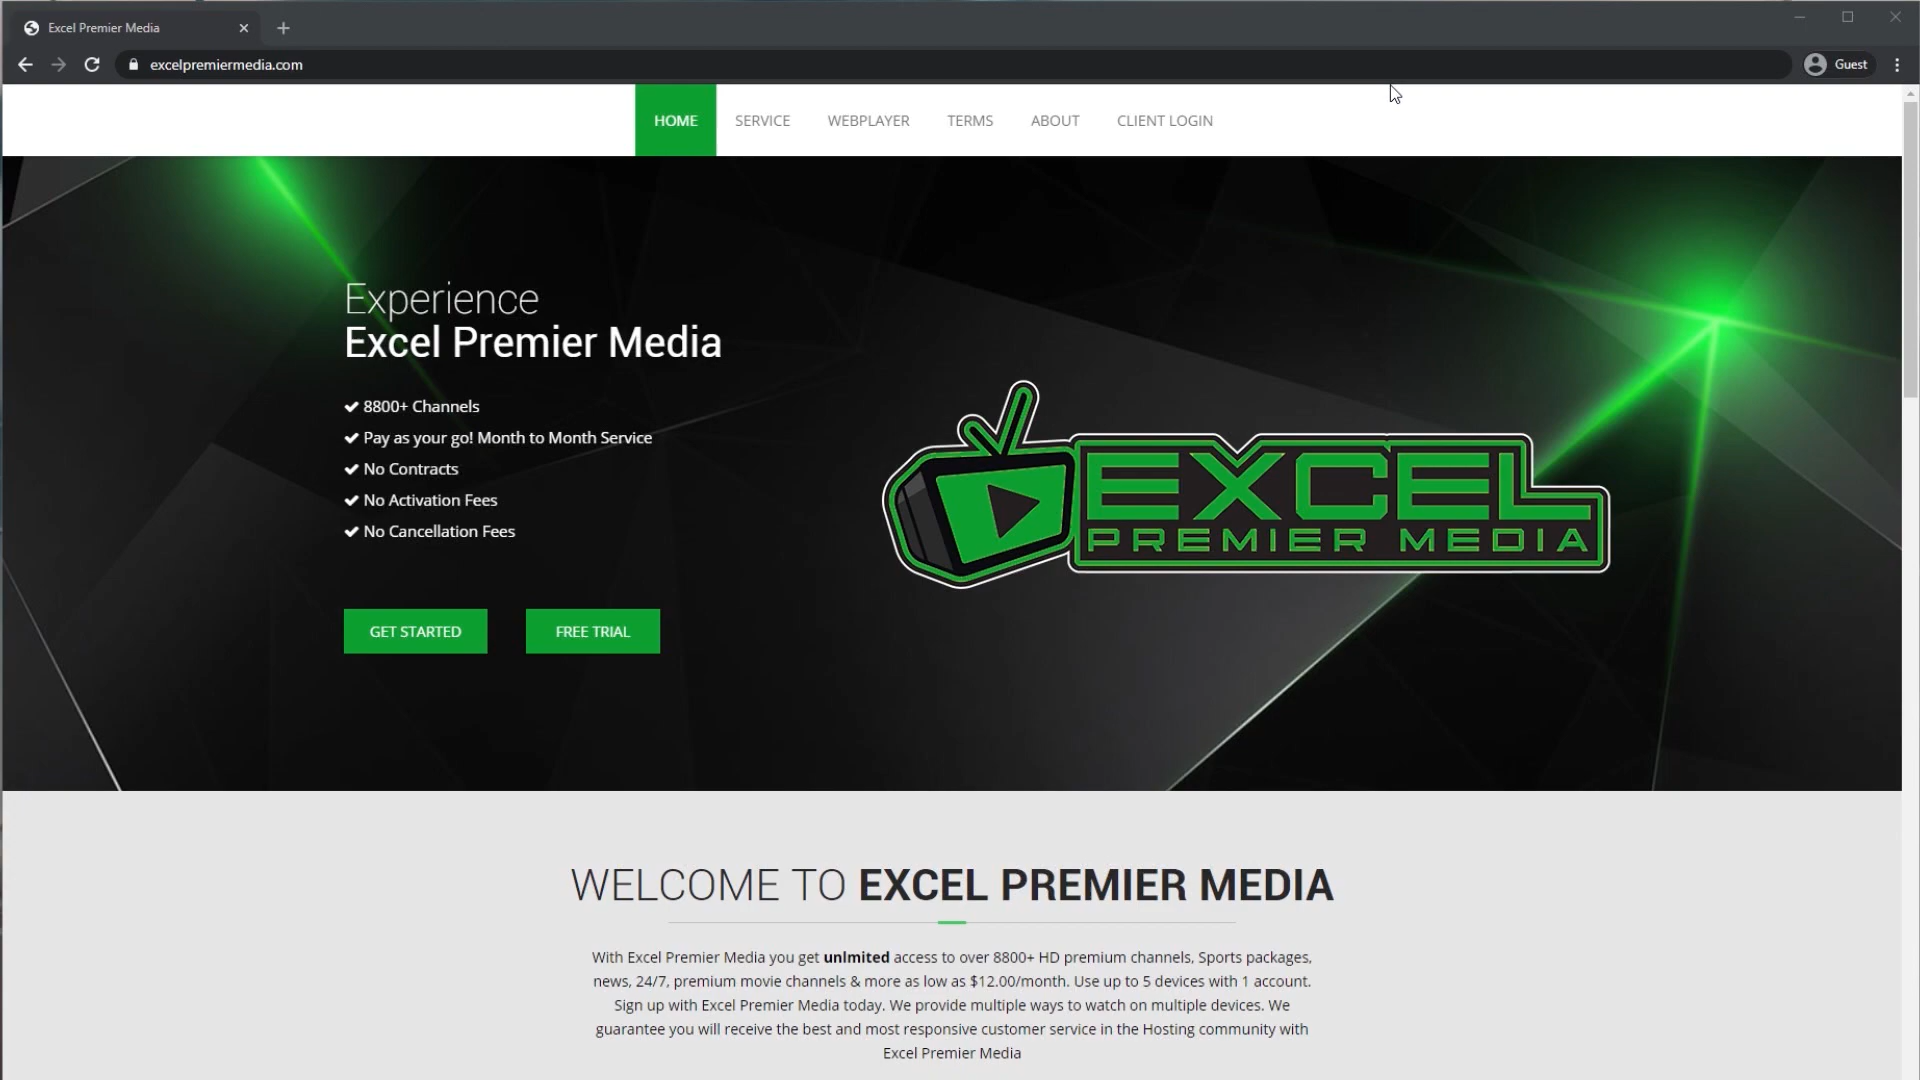 Excel Premier Media
excelpremiermedia.com
Guest
HOME
SERVICE
WEBPLAYER
TERMS
ABOUT
CLIENT LOGIN
Experience
Excel Premier Media
8800+ Channels
Pay as your go! Month to Month Service
No Contracts
No Activation Fees
No Cancellation Fees
GET STARTED
FREE TRIAL
EXCEL
PREMIER MEDIA
WELCOME TO EXCEL PREMIER MEDIA
With Excel Premier Media you get unlmited access to over 8800+ HD premium channels, Sports packages,
news, 24/7, premium movie channels & more as low as $12.00/month. Use up to 5 devices with 1 account.
Sign up with Excel Premier Media today. We provide multiple ways to watch on multiple devices. We
guarantee you will receive the best and most responsive customer service in the Hosting community with
Excel Premier Media